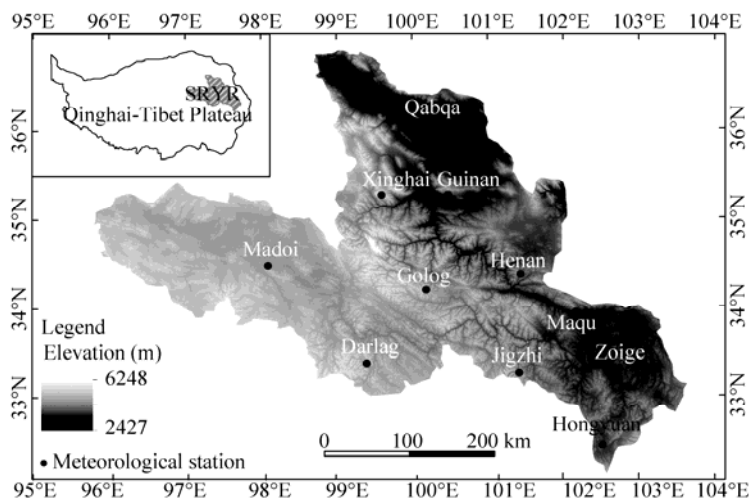 95°E 96°E 97°E 98°E 99°E 100°E 101°E 102°E 103°E 104°E
SRYR
Qinghai-Tibet Plateau
Qabqa
36°N 36°N
Xinghai Guinan
35°N 35°N
Madoi
Henan
Golog
34°N 34°N
Maqu
Legend
Elevation (m)
Darlag
Jigzhi
Zoige
6248
2427
33°N 33°N
Hongyuan
0 100 200 km
Meteorological station
95°E 96°E 97°E 98°E 99°E 100°E 101°E 102°E 103°E 104°E